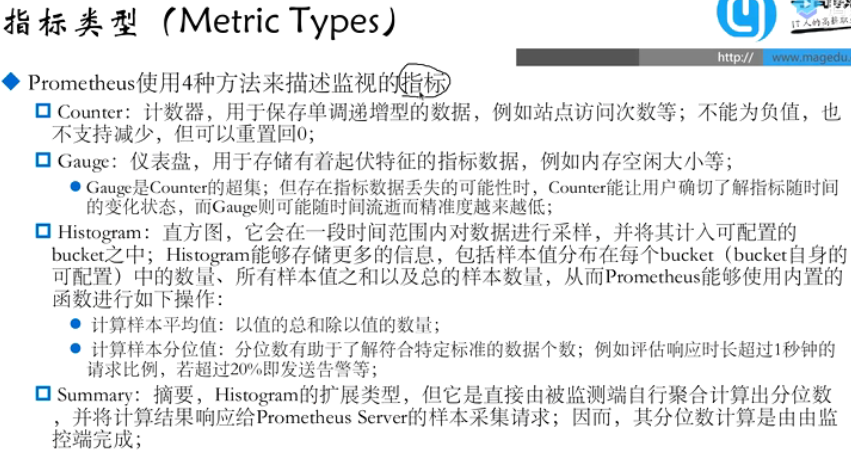 指标类型（Metric Types）
http:// www.magedu.
Prometheus使用4种方法来描述监视的指标
Counter：计数器，用于保存单调递增型的数据，例如站点访问次数等；不能为负值，也
不支持减少，但可以重置回0；
Gauge：仪表盘，用于存储有着起伏特征的指标数据，例如内存空闲大小等；
Gauge是Counter的超集；但存在指标数据丢失的可能性时，Counter能让用户确切了解指标随时间
的变化状态，而Gauge则可能随时间流逝而精准度越来越低；
Histogram：直方图，它会在一段时间范围内对数据进行采样，并将其计入可配置的
bucket之中；Histogram能够存储更多的信息，包括样本值分布在每个bucket（bucket自身的
可配置）中的数量、所有样本值之和以及总的样本数量，从而Prometheus能够使用内置的
函数进行如下操作：
计算样本平均值：以值的总和除以值的数量；
计算样本分位值：分位数有助于了解符合特定标准的数据个数；例如评估响应时长超过1秒钟的
请求比例，若超过20%即发送告警等；
Summary：摘要，Histogram的扩展类型，但它是直接由被监测端自行聚合计算出分位数
，并将计算结果响应给Prometheus Server的样本采集请求；因而，其分位数计算是由由监
控端完成；